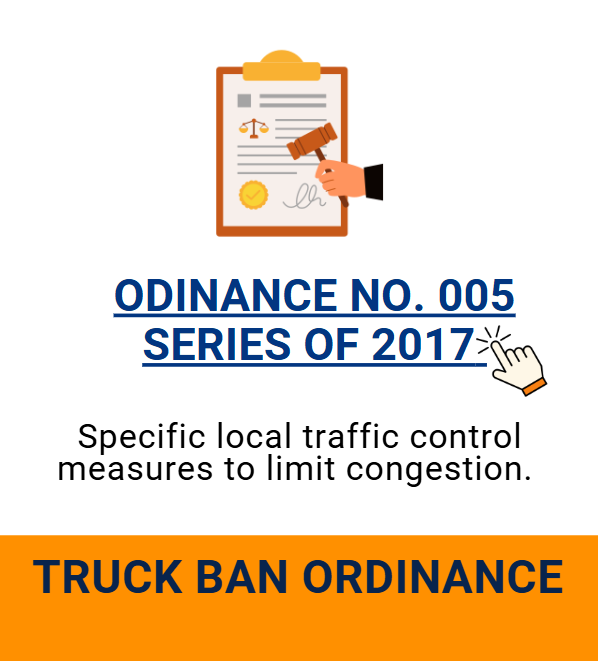 ODINANCE NO. 005
SERIES OF 2017
Specific local traffic control
measures to limit congestion.
TRUCK BAN ORDINANCE